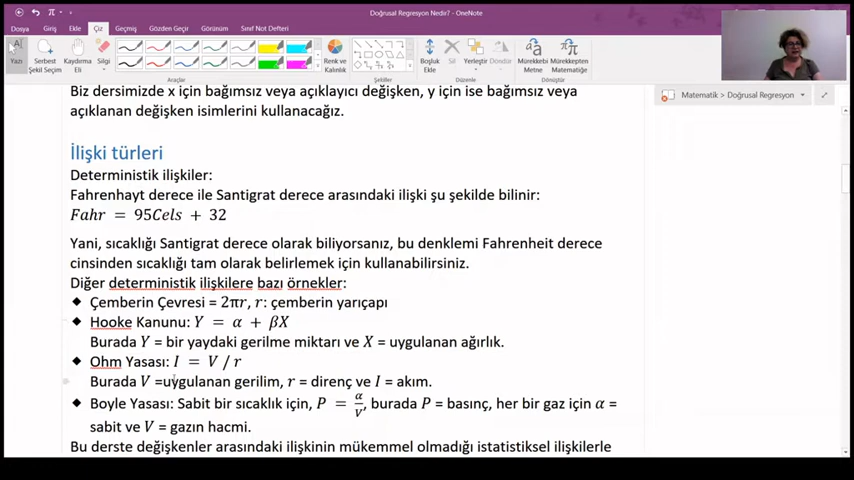 Doğrusal Regresyon Nedir? - OneNote
Dosya Giriş Ekle Çiz Geçmiş Gözden Geçir Görünüm Sınıf Not Defteri
Yazı
Serbest Şekil Seçim
El
Kaydır
Silgi
Renk ve Kalınlık
Boşluk Ekle
Sil
Yerleştir
Döndür
Mürekkebi Metne
Mürekkepten Matematiğe
Araçlar
Şekiller
Düzenle
Dönüştür
Matematik > Doğrusal Regresyon
Biz dersimizde x için bağımsız veya açıklayıcı değişken, y için ise bağımsız veya
açıklanan değişken isimlerini kullanacağız.
İlişki türleri
Deterministik ilişkiler:
Fahrenhayt derece ile Santigrat derece arasındaki ilişki şu şekilde bilinir:
Fahr = 95Cels + 32
Yani, sıcaklığı Santigrat derece olarak biliyorsanız, bu denklemi Fahrenheit derece
cinsinden sıcaklığı tam olarak belirlemek için kullanabilirsiniz.
Diğer deterministik ilişkilere bazı örnekler:
◆ Çemberin Çevresi = 2πr, r: çemberin yarıçapı
◆ Hooke Kanunu: Y = α + βX
Burada Y = bir yaydaki gerilme miktarı ve X = uygulanan ağırlık.
◆ Ohm Yasası: I = V / r
Burada V =uygulanan gerilim, r = direnç ve I = akım.
◆ Boyle Yasası: Sabit bir sıcaklık için, P = α/V, burada P = basınç, her bir gaz için α =
sabit ve V = gazın hacmi.
Bu derste değişkenler arasındaki ilişkinin mükemmel olmadığı istatistiksel ilişkilerle